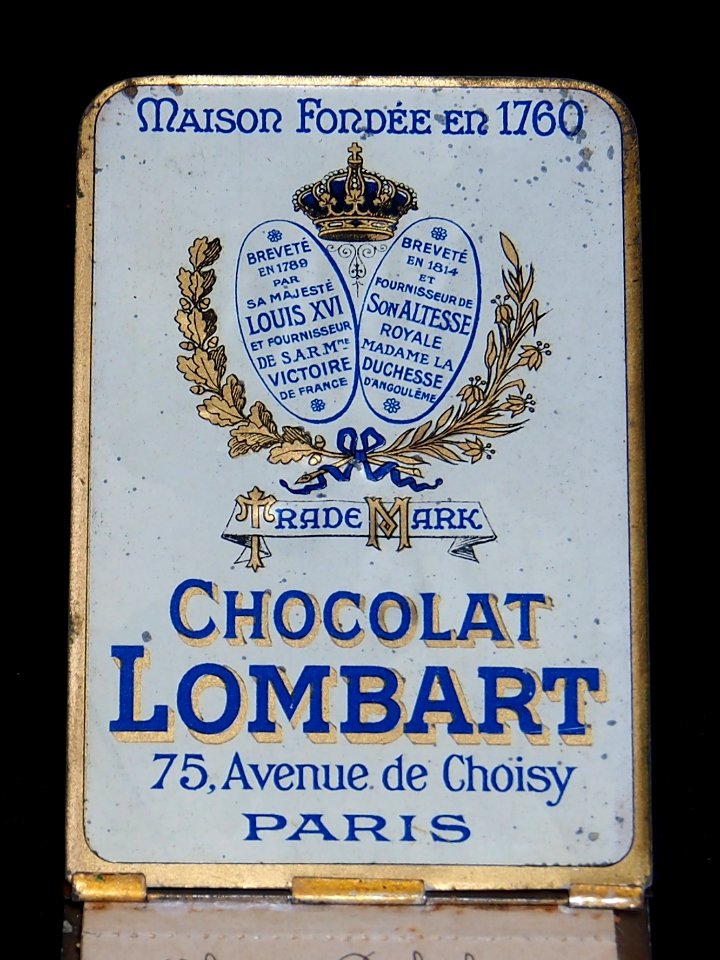 MAISON FONDÉE EN 1760
BREVETÉ
EN 1789
PAR
SA MAJESTÉ
LOUIS XVI
ET FOURNISSEUR
DE S.A.R. Mme
VICTOIRE
DE FRANCE
BREVETÉ
EN 1814
ET
FOURNISSEUR DE
SON ALTESSE
ROYALE
MADAME LA
DUCHESSE
D'ANGOULÊME
TRADE MARK
CHOCOLAT
LOMBART
75, Avenue de Choisy
PARIS